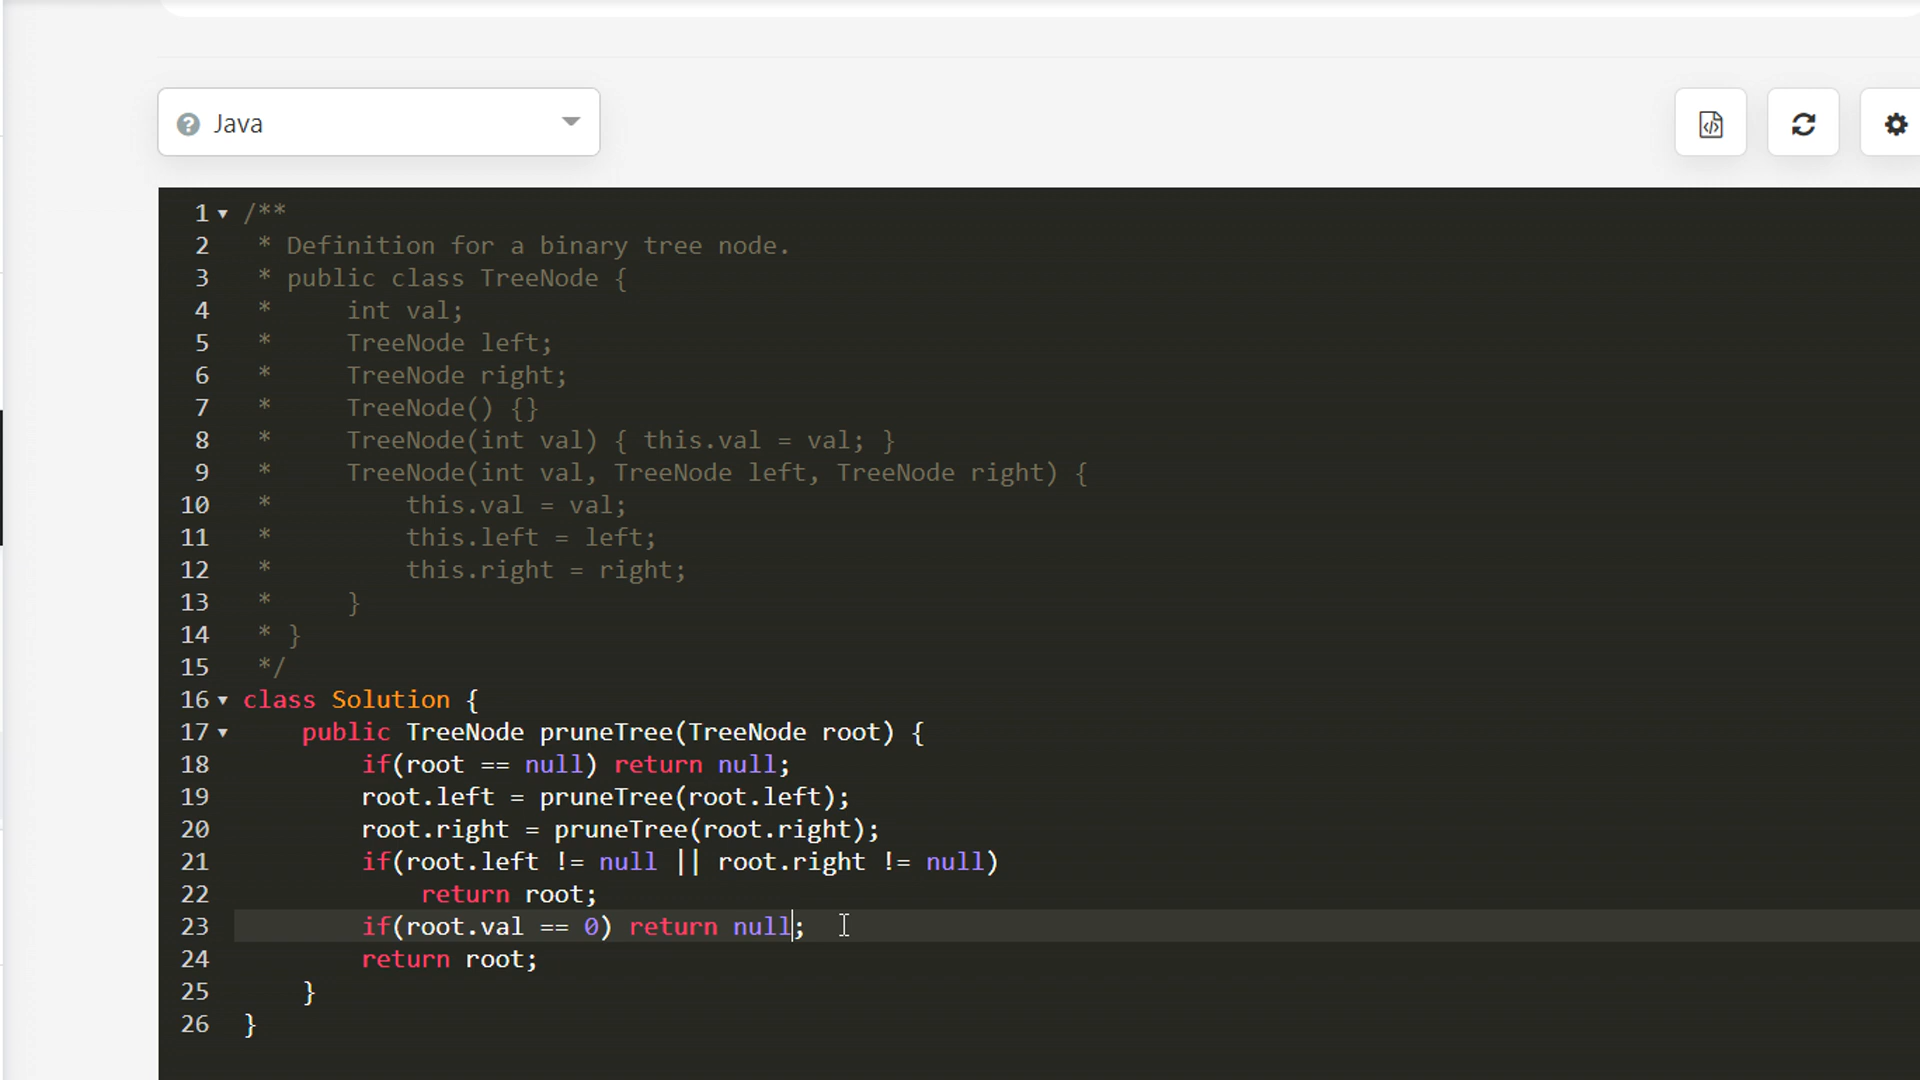 Java
1 /**
2 * Definition for a binary tree node.
3 * public class TreeNode {
4 *     int val;
5 *     TreeNode left;
6 *     TreeNode right;
7 *     TreeNode() {}
8 *     TreeNode(int val) { this.val = val; }
9 *     TreeNode(int val, TreeNode left, TreeNode right) {
10 *         this.val = val;
11 *         this.left = left;
12 *         this.right = right;
13 *     }
14 * }
15 */
16 class Solution {
17     public TreeNode pruneTree(TreeNode root) {
18         if(root == null) return null;
19         root.left = pruneTree(root.left);
20         root.right = pruneTree(root.right);
21         if(root.left != null || root.right != null)
22             return root;
23         if(root.val == 0) return null;
24         return root;
25     }
26 }